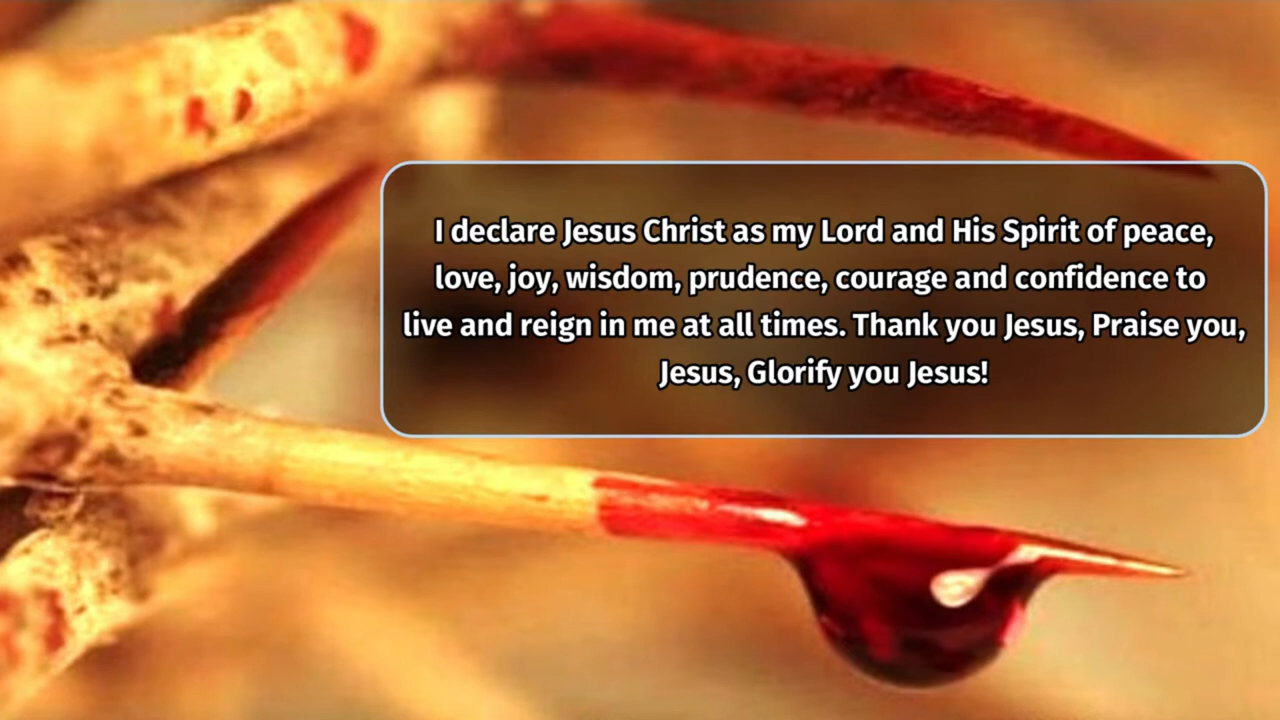 I declare Jesus Christ as my Lord and His Spirit of peace,
love, joy, wisdom, prudence, courage and confidence to
live and reign in me at all times. Thank you Jesus, Praise you,
Jesus, Glorify you Jesus!